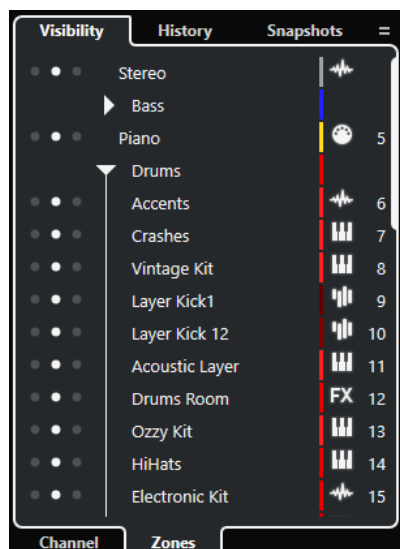 Visibility History Snapshots
Stereo
Bass
Piano 5
Drums
Accents 6
Crashes 7
Vintage Kit 8
Layer Kick1 9
Layer Kick 12 10
Acoustic Layer 11
Drums Room FX 12
Ozzy Kit 13
HiHats 14
Electronic Kit 15
Channel Zones